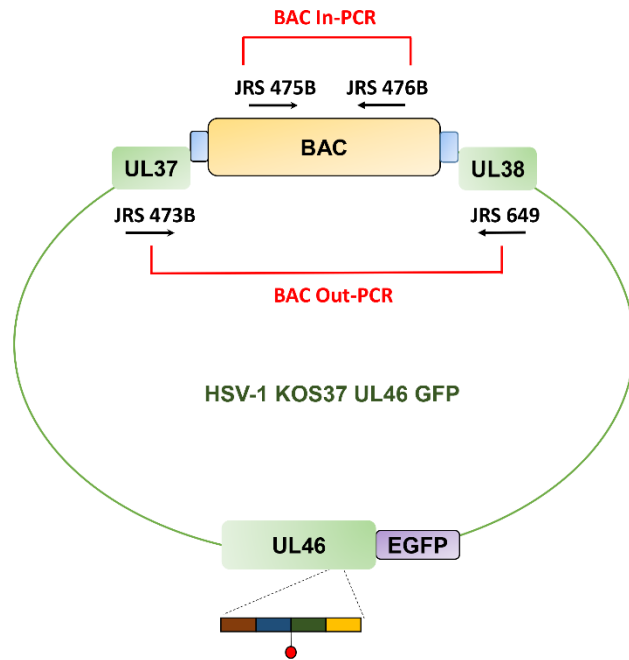 BAC In-PCR
JRS 475B JRS 476B
BAC
UL37 UL38
JRS 473B JRS 649
BAC Out-PCR
HSV-1 KOS37 UL46 GFP
UL46 EGFP